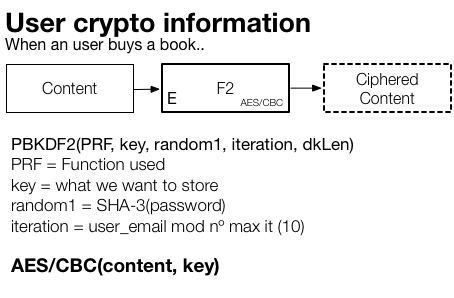 User crypto information
When an user buys a book..
Content
E
F2
AES/CBC
Ciphered
Content
PBKDF2(PRF, key, random1, iteration, dkLen)
PRF = Function used
key = what we want to store
random1 = SHA-3(password)
iteration = user_email mod nº max it (10)
AES/CBC(content, key)